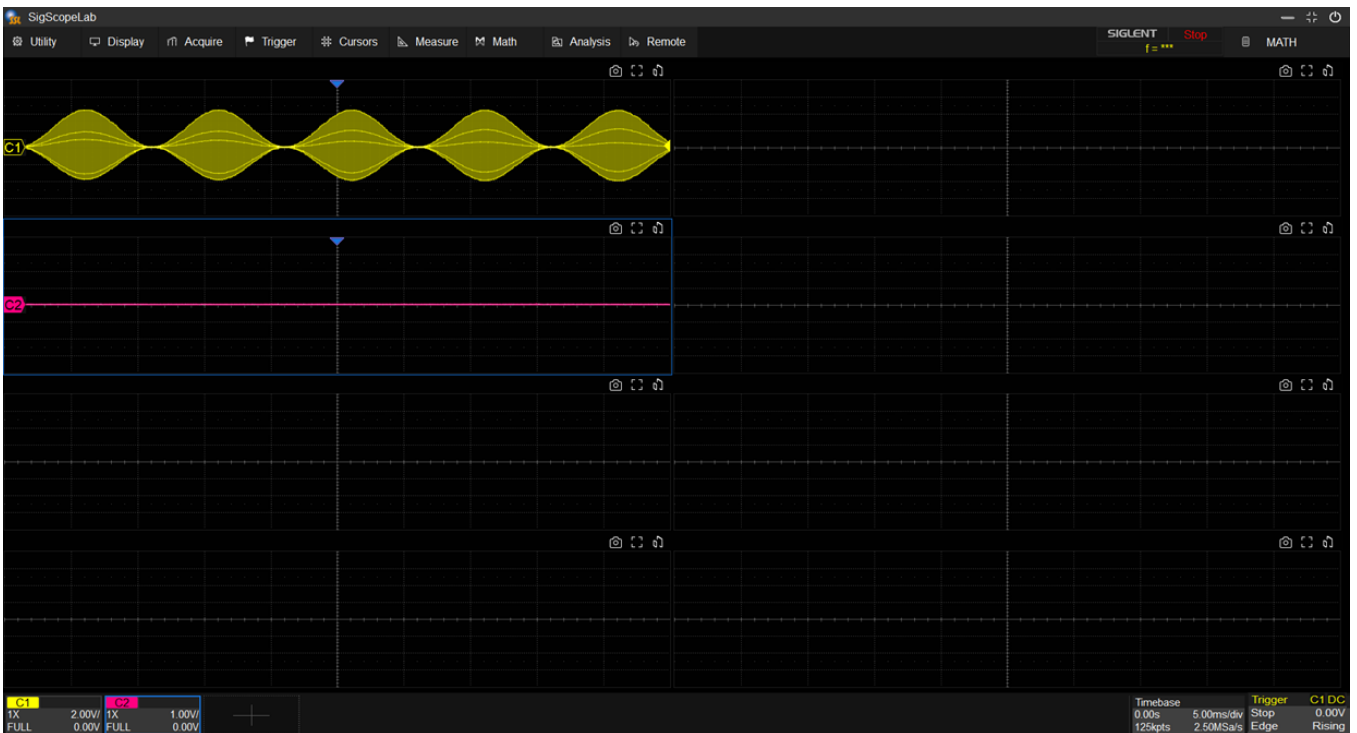 SigScopeLab
Utility Display Acquire Trigger Cursors Measure Math Analysis Remote
SIGLENT Stop
f = ***
MATH
C1
C2
C1 C2
1X 2.00V/ 1X 1.00V/
FULL 0.00V FULL 0.00V
Timebase Trigger C1 DC
0.00s 5.00ms/div Stop 0.00V
125kpts 2.50MSa/s Edge Rising